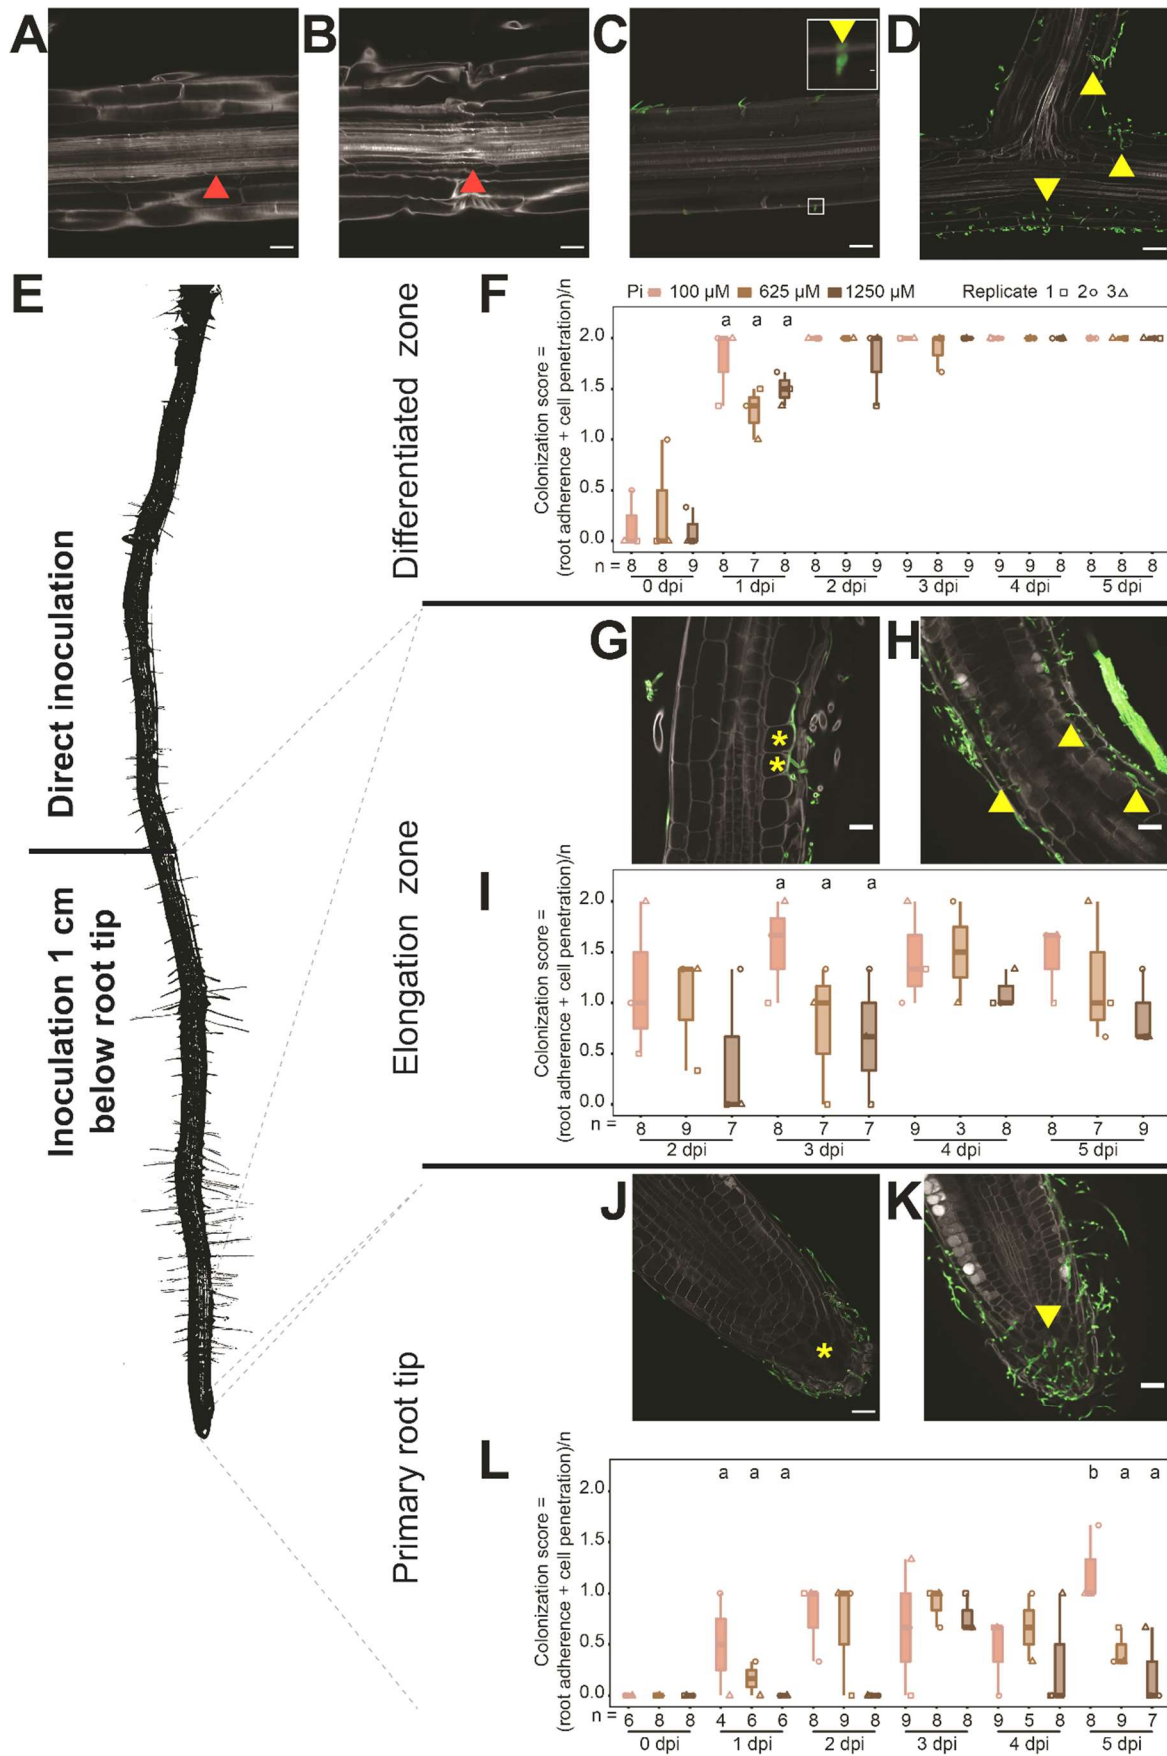 A
B
C
D
E
Direct inoculation
Inoculation 1 cm
below root tip
Differentiated zone
Elongation zone
Primary root tip
F
Pi 100 µM 625 µM 1250 µM Replicate 1 2 3
Colonization score =
(root adherence + cell penetration)/n
a a a
2.0
1.5
1.0
0.5
0.0
n = 8 8 9 8 7 8 8 9 9 9 8 9 9 9 8 8 8 8
0 dpi 1 dpi 2 dpi 3 dpi 4 dpi 5 dpi
G
*
*
H
I
Colonization score =
(root adherence + cell penetration)/n
a a a
2.0
1.5
1.0
0.5
0.0
n = 8 9 7 8 7 7 9 3 8 8 7 9
2 dpi 3 dpi 4 dpi 5 dpi
J
*
K
L
Colonization score =
(root adherence + cell penetration)/n
a a a b a a
2.0
1.5
1.0
0.5
0.0
n = 6 8 8 4 6 6 8 9 8 9 8 8 9 5 8 8 9 7
0 dpi 1 dpi 2 dpi 3 dpi 4 dpi 5 dpi